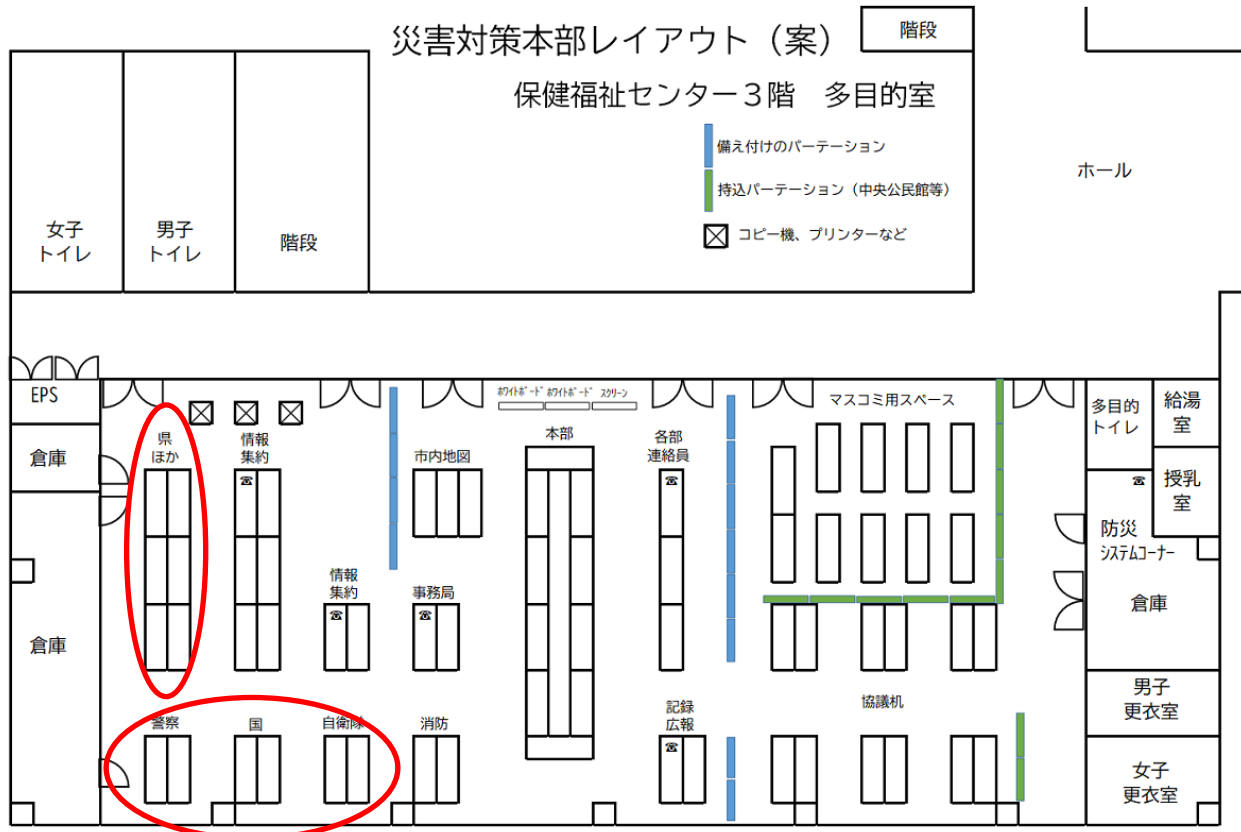 災害対策本部レイアウト（案）
階段
保健福祉センター３階　多目的室
備え付けのパーテーション
持込パーテーション（中央公民館等）
コピー機、プリンターなど
ホール
女子
トイレ
男子
トイレ
階段
EPS
倉庫
倉庫
県
ほか
情報
集約
☎
情報
集約
☎
市内地図
事務局
☎
ﾎﾜｲﾄﾎﾞｰﾄﾞ
ﾎﾜｲﾄﾎﾞｰﾄﾞ
ｽｸﾘｰﾝ
本部
各部
連絡員
☎
マスコミ用スペース
多目的
トイレ
給湯
室
授乳
室
☎
防災
ｼｽﾃﾑｺｰﾅｰ
倉庫
警察
国
自衛隊
消防
記録
広報
☎
協議机
男子
更衣室
女子
更衣室